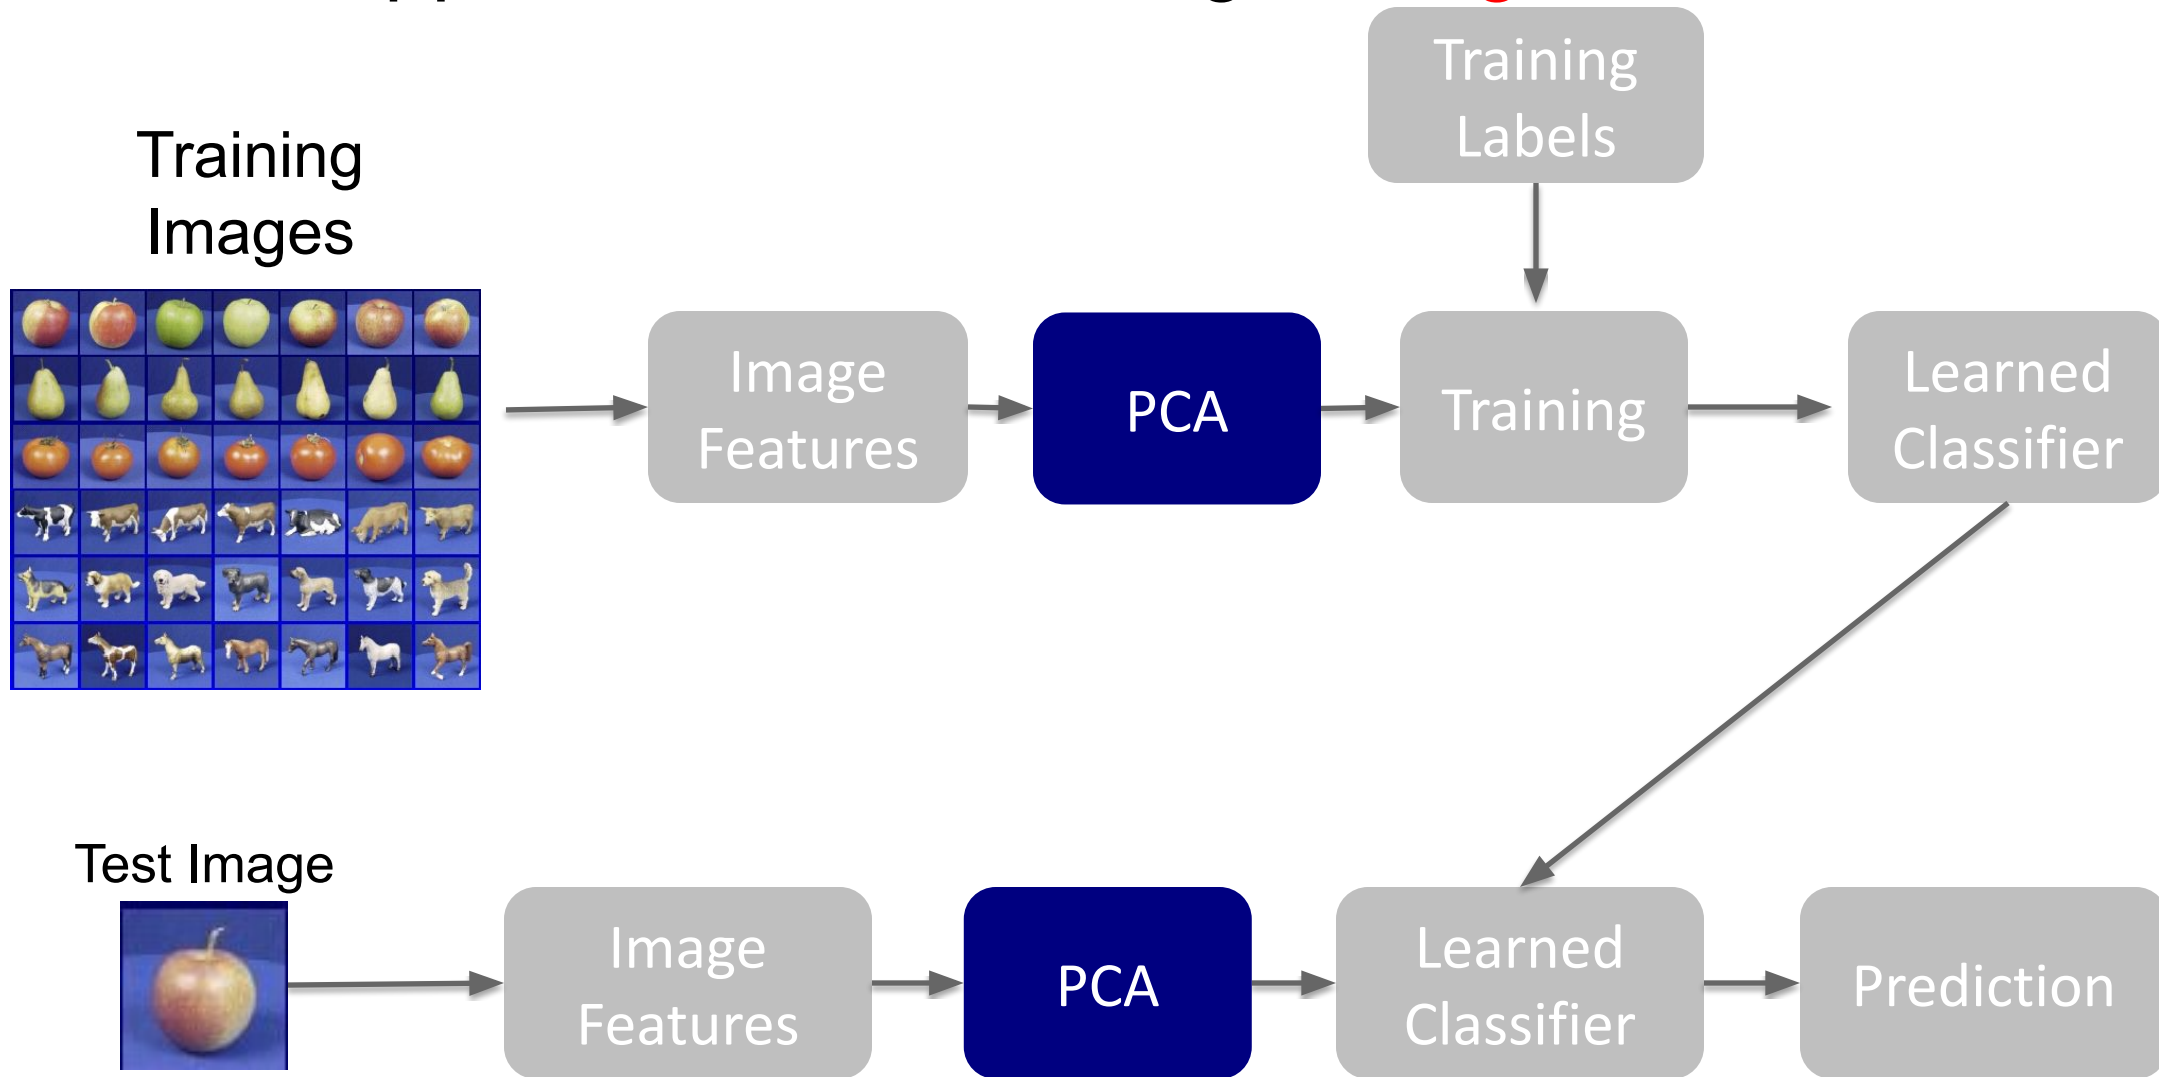 Training
Labels
Training
Images
Image
Features
PCA
Training
Learned
Classifier
Test Image
Image
Features
PCA
Learned
Classifier
Prediction